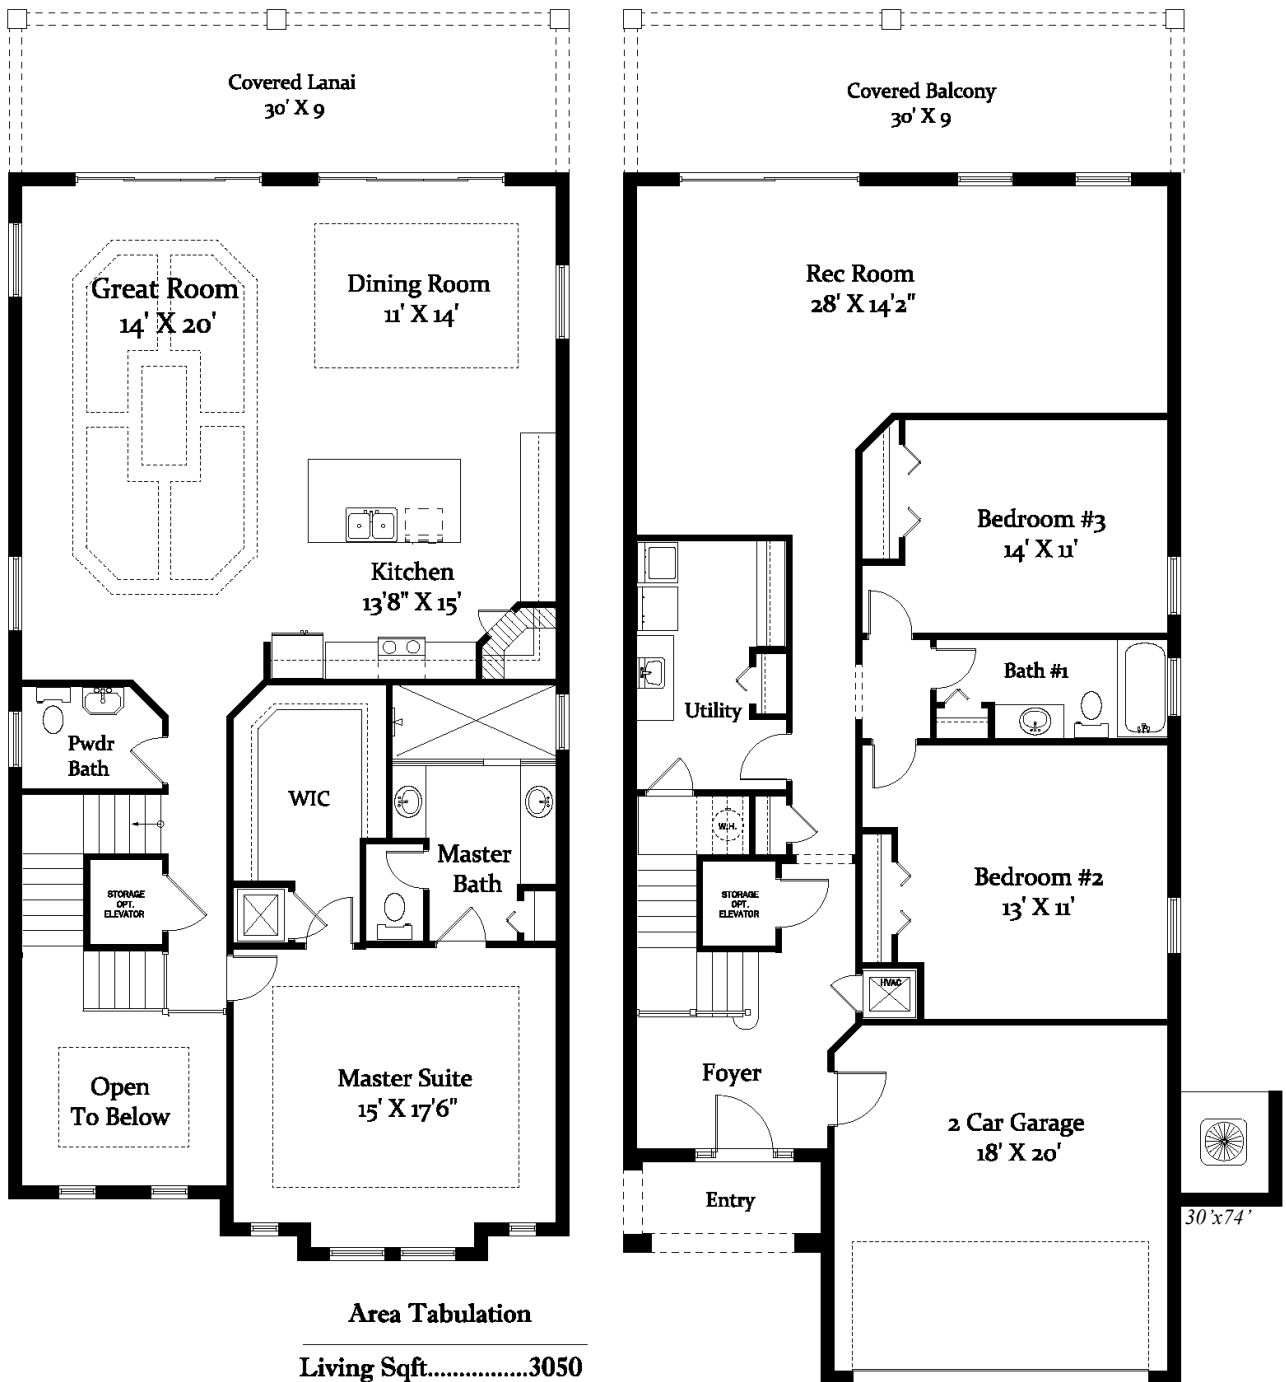 Covered Lanai
30' X 9
Great Room
14' X 20'
Dining Room
11' X 14'
Kitchen
13'8" X 15'
Pwdr
Bath
WIC
Master
Bath
STORAGE
OPT.
ELEVATOR
Master Suite
15' X 17'6"
Open
To Below
Area Tabulation
Living Sqft.................3050
Covered Balcony
30' X 9
Rec Room
28' X 14'2"
Bedroom #3
14' X 11'
Bath #1
Utility
W.H.
STORAGE
OPT.
ELEVATOR
Bedroom #2
13' X 11'
HVAC
Foyer
2 Car Garage
18' X 20'
Entry
30'x74'